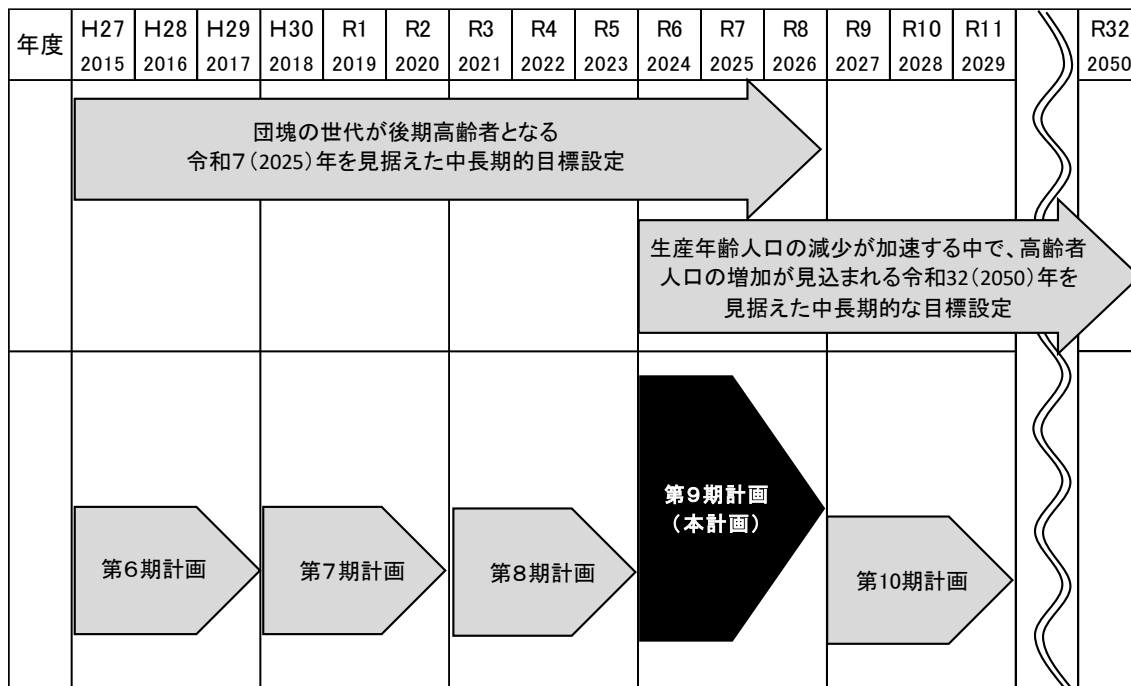 年度 H27 H28 H29 H30 R1 R2 R3 R4 R5 R6 R7 R8 R9 R10 R11 R32
2015 2016 2017 2018 2019 2020 2021 2022 2023 2024 2025 2026 2027 2028 2029 2050
団塊の世代が後期高齢者となる
令和７（2025）年を見据えた中長期的目標設定
生産年齢人口の減少が加速する中で、高齢者
人口の増加が見込まれる令和32（2050）年を
見据えた中長期的な目標設定
第６期計画
第７期計画
第８期計画
第９期計画
（本計画）
第10期計画